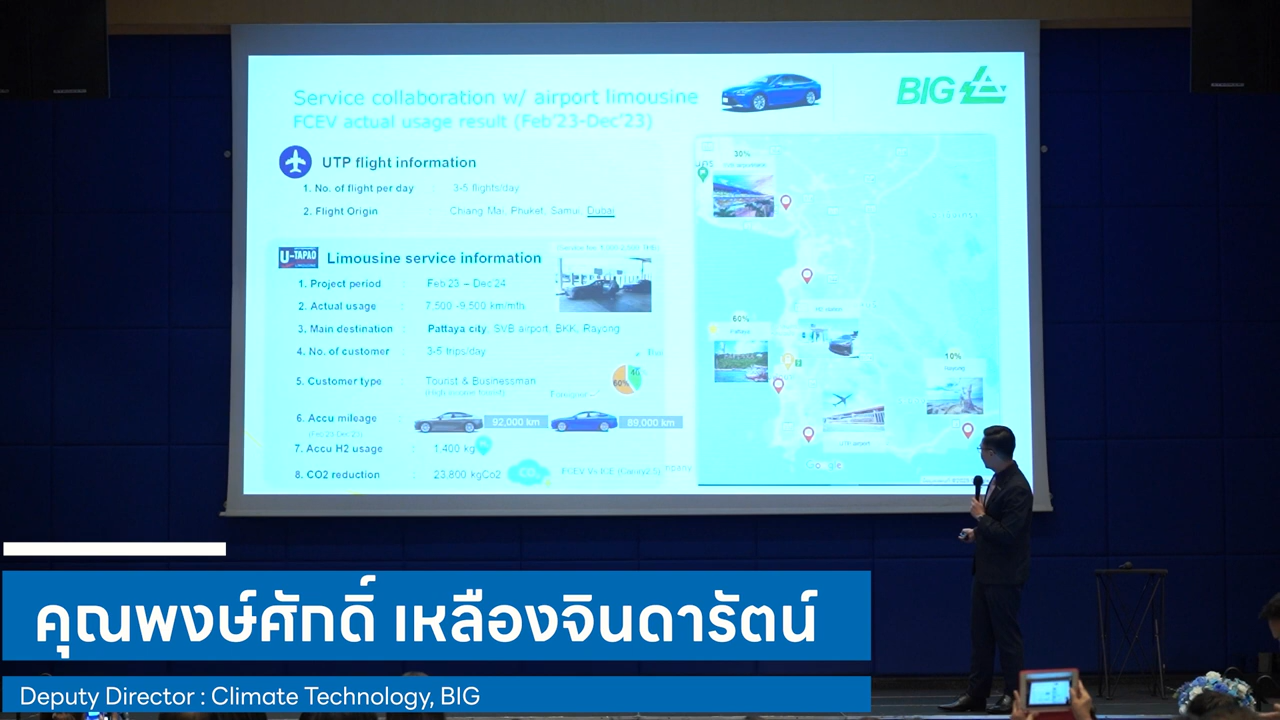 Service collaboration w/ airport limousine
FCEV actual usage result (Feb'23-Dec'23)
BIG
UTP flight information
1. No. of flight per day : 3-5 flights/day
2. Flight Origin Chiang Mai, Phuket, Samui, Dubai
U-TAPAO
Limousine service information
1. Project period : Feb 23 – Dec 24
2. Actual usage : 7,500 -9,500 km/mth
3. Main destination : Pattaya city, SVB airport, BKK, Rayong
4. No. of customer : 3-5 trips/day
5. Customer type : Tourist & Businessman
60%
6. Accu mileage : 92,000 km 89,000 km
7. Accu H2 usage : 1,400 kg
8. CO2 reduction : 23,800 kgCo2
30%
60%
Pattaya
10%
UTP airport
Google
คุณพงษ์ศักดิ์ เหลืองจินดารัตน์
Deputy Director : Climate Technology, BIG